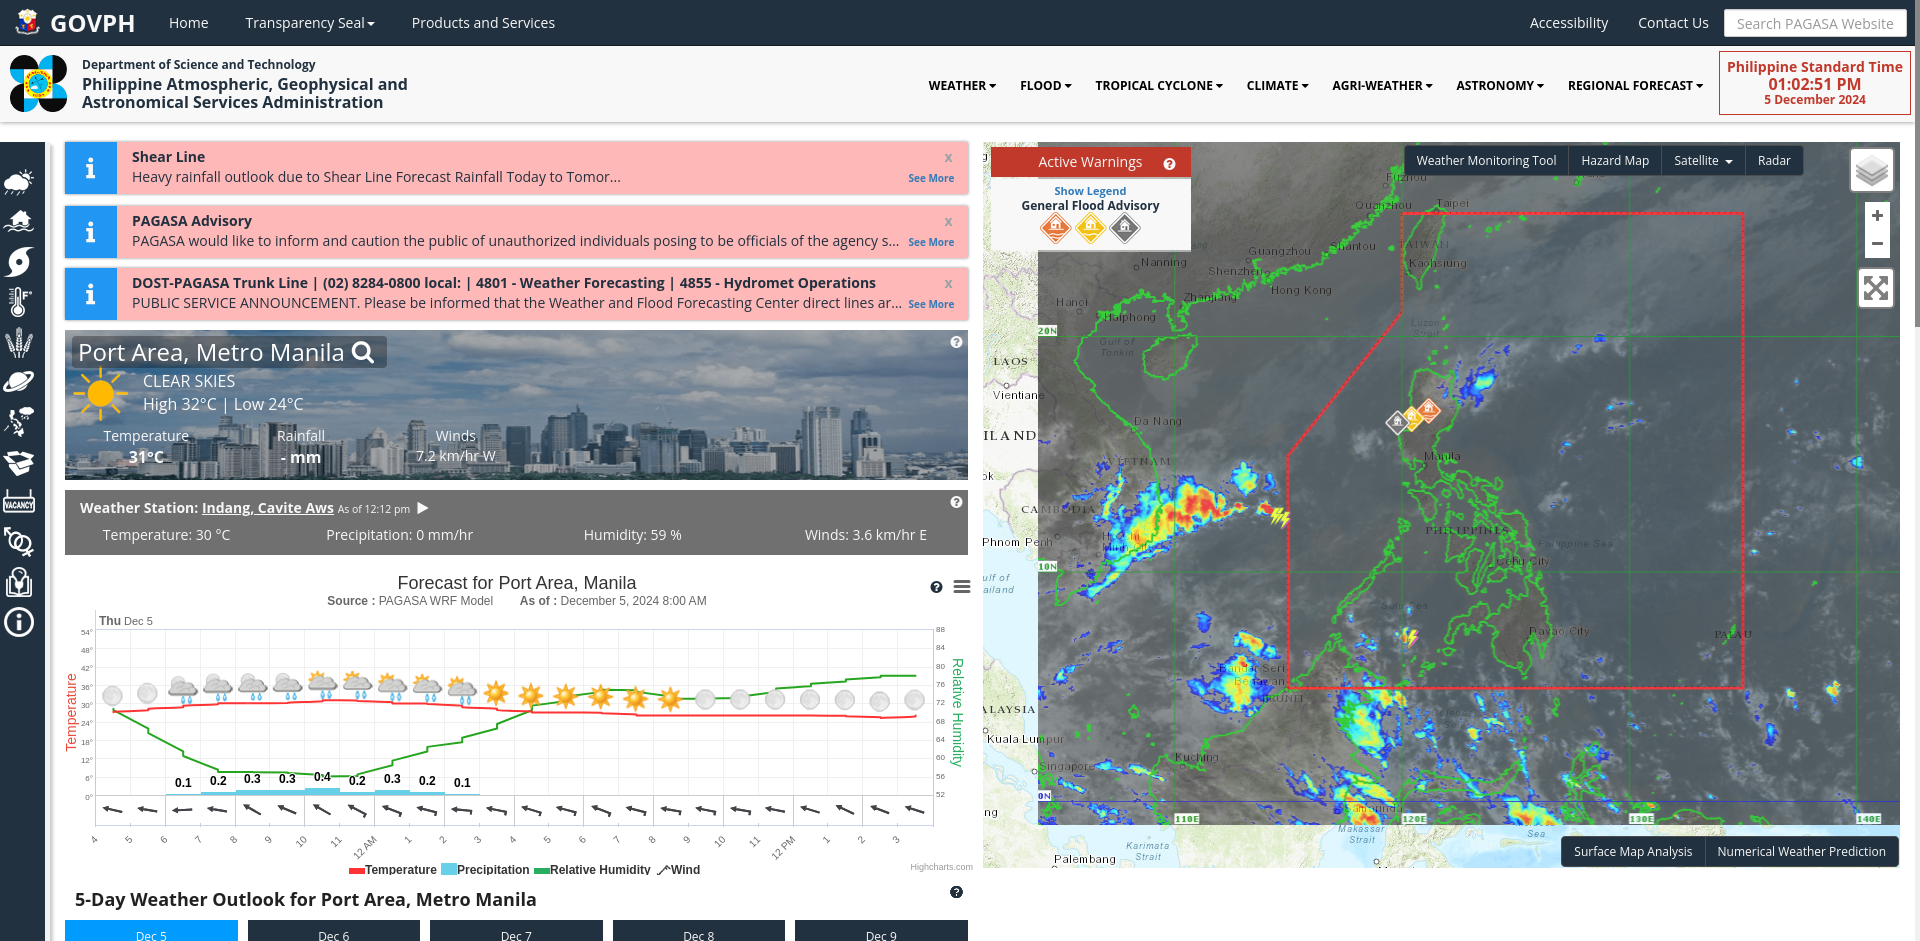 GOVPH
Home
Transparency Seal
Products and Services
Accessibility
Contact Us
Search PAGASA Website
Department of Science and Technology
Philippine Atmospheric, Geophysical and
Astronomical Services Administration
WEATHER
FLOOD
TROPICAL CYCLONE
CLIMATE
AGRI-WEATHER
ASTRONOMY
REGIONAL FORECAST
Philippine Standard Time
01:02:51 PM
5 December 2024
Shear Line
x
Heavy rainfall outlook due to Shear Line Forecast Rainfall Today to Tomor...
See More
PAGASA Advisory
x
PAGASA would like to inform and caution the public of unauthorized individuals posing to be officials of the agency s...
See More
DOST-PAGASA Trunk Line | (02) 8284-0800 local: | 4801 - Weather Forecasting | 4855 - Hydromet Operations
x
PUBLIC SERVICE ANNOUNCEMENT. Please be informed that the Weather and Flood Forecasting Center direct lines ar...
See More
VACANCY
Port Area, Metro Manila
CLEAR SKIES
High 32°C | Low 24°C
Temperature
Rainfall
Winds
31°C
- mm
7.2 km/hr W
Weather Station: Indang, Cavite Aws As of 12:12 pm
Temperature: 30 °C
Precipitation: 0 mm/hr
Humidity: 59 %
Winds: 3.6 km/hr E
Forecast for Port Area, Manila
Source : PAGASA WRF Model As of : December 5, 2024 8:00 AM
Thu Dec 5
Temperature
54°
48°
42°
36°
30°
24°
18°
12°
6°
0°
88
84
80
76
72
68
64
60
56
52
Relative Humidity
0.1
0.2
0.3
0.3
0.4
0.2
0.3
0.2
0.1
4
5
6
7
8
9
10
11
12 AM
1
2
3
4
5
6
7
8
9
10
11
12 PM
1
2
3
Temperature
Precipitation
Relative Humidity
Wind
Highcharts.com
5-Day Weather Outlook for Port Area, Metro Manila
Dec 5
Dec 6
Dec 7
Dec 8
Dec 9
Active Warnings
Show Legend
General Flood Advisory
Weather Monitoring Tool
Hazard Map
Satellite
Radar
+
−
Fuzhou
Quanzhou
Taipei
TAIWAN
Kaohsiung
Shantou
Guangzhou
Shenzhen
Hong Kong
Nanning
Zhanjiang
Hanoi
Haiphong
Gulf of
Tonkin
Luzon
Strait
20N
LAOS
Vientiane
Da Nang
ILAND
VIETNAM
Manila
ok
CAMBODIA
Phnom Penh
PHILIPPINES
Philippine Sea
Cebu City
10N
ulf of
ailand
Sulu Sea
Davao City
PALAU
Bandar Seri
Begawan
BRUNEI
ALAYSIA
Kuala Lumpur
Singapore
Kuching
0N
ng
Samarinda
110E
120E
130E
140E
Makassar
Strait
Karimata
Strait
Palembang
Sea
Surface Map Analysis
Numerical Weather Prediction